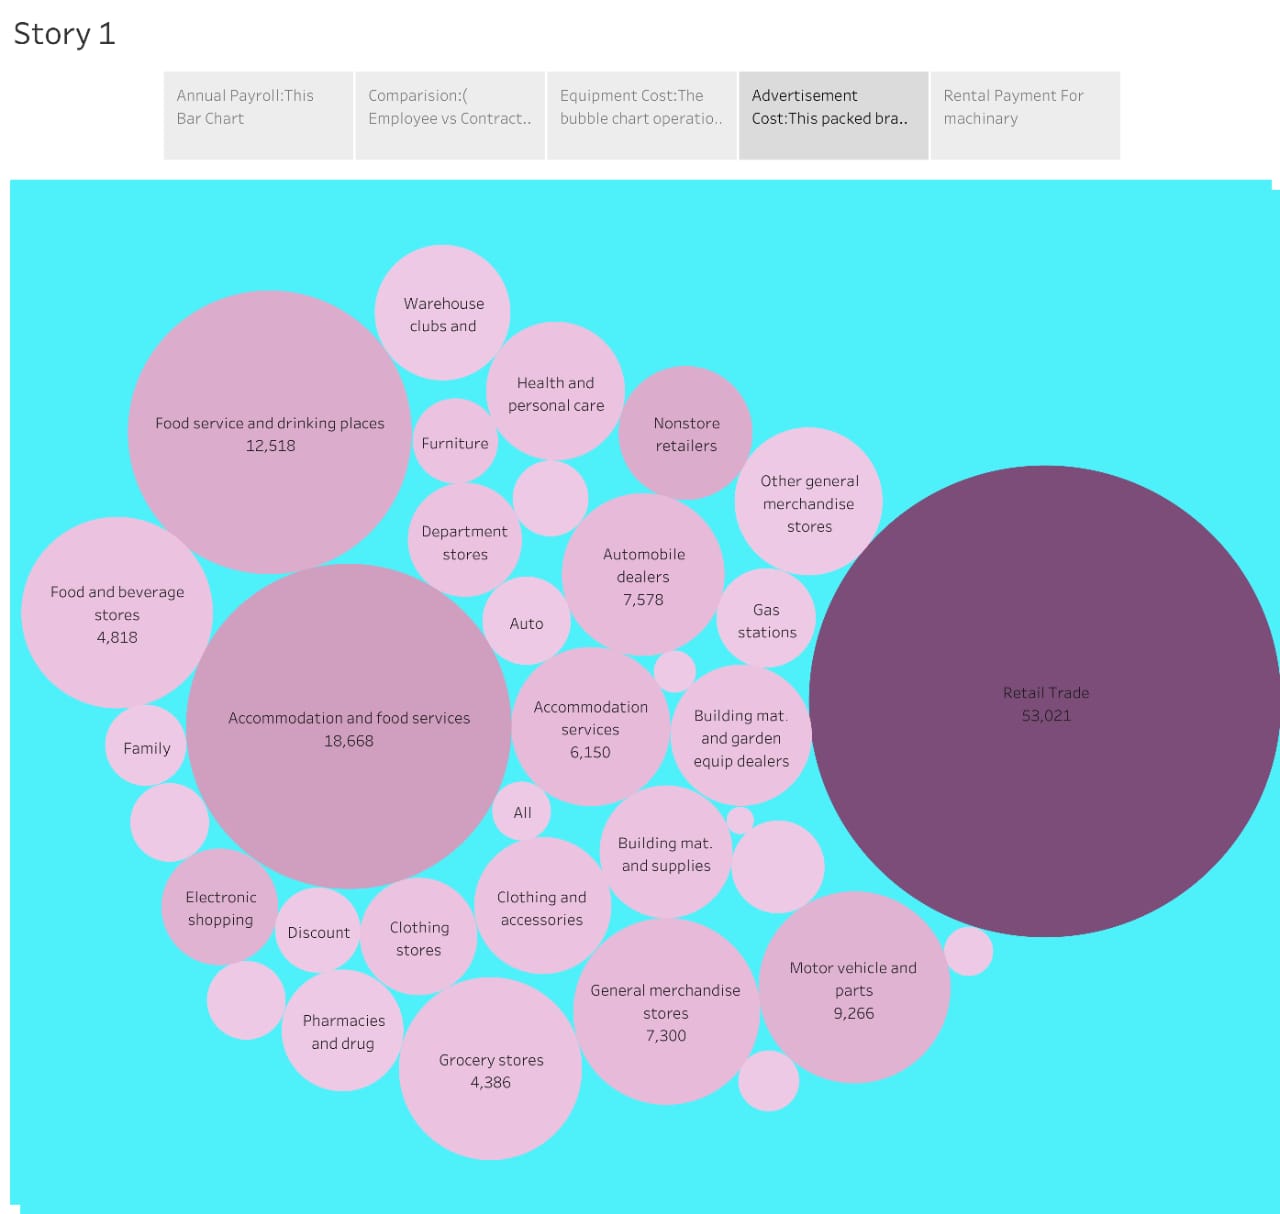 Story 1
Annual Payroll:This
Bar Chart
Comparision:(
Employee vs Contract..
Equipment Cost:The
bubble chart operatio..
Advertisement
Cost:This packed bra..
Rental Payment For
machinary
Warehouse
clubs and
Health and
personal care
Food service and drinking places
12,518
Furniture
Nonstore
retailers
Other general
merchandise
stores
Department
stores
Automobile
dealers
7,578
Food and beverage
stores
4,818
Auto
Gas
stations
Retail Trade
53,021
Accommodation and food services
18,668
Accommodation
services
6,150
Building mat.
and garden
equip dealers
Family
All
Building mat.
and supplies
Electronic
shopping
Discount
Clothing
stores
Clothing and
accessories
Motor vehicle and
parts
9,266
General merchandise
stores
7,300
Pharmacies
and drug
Grocery stores
4,386